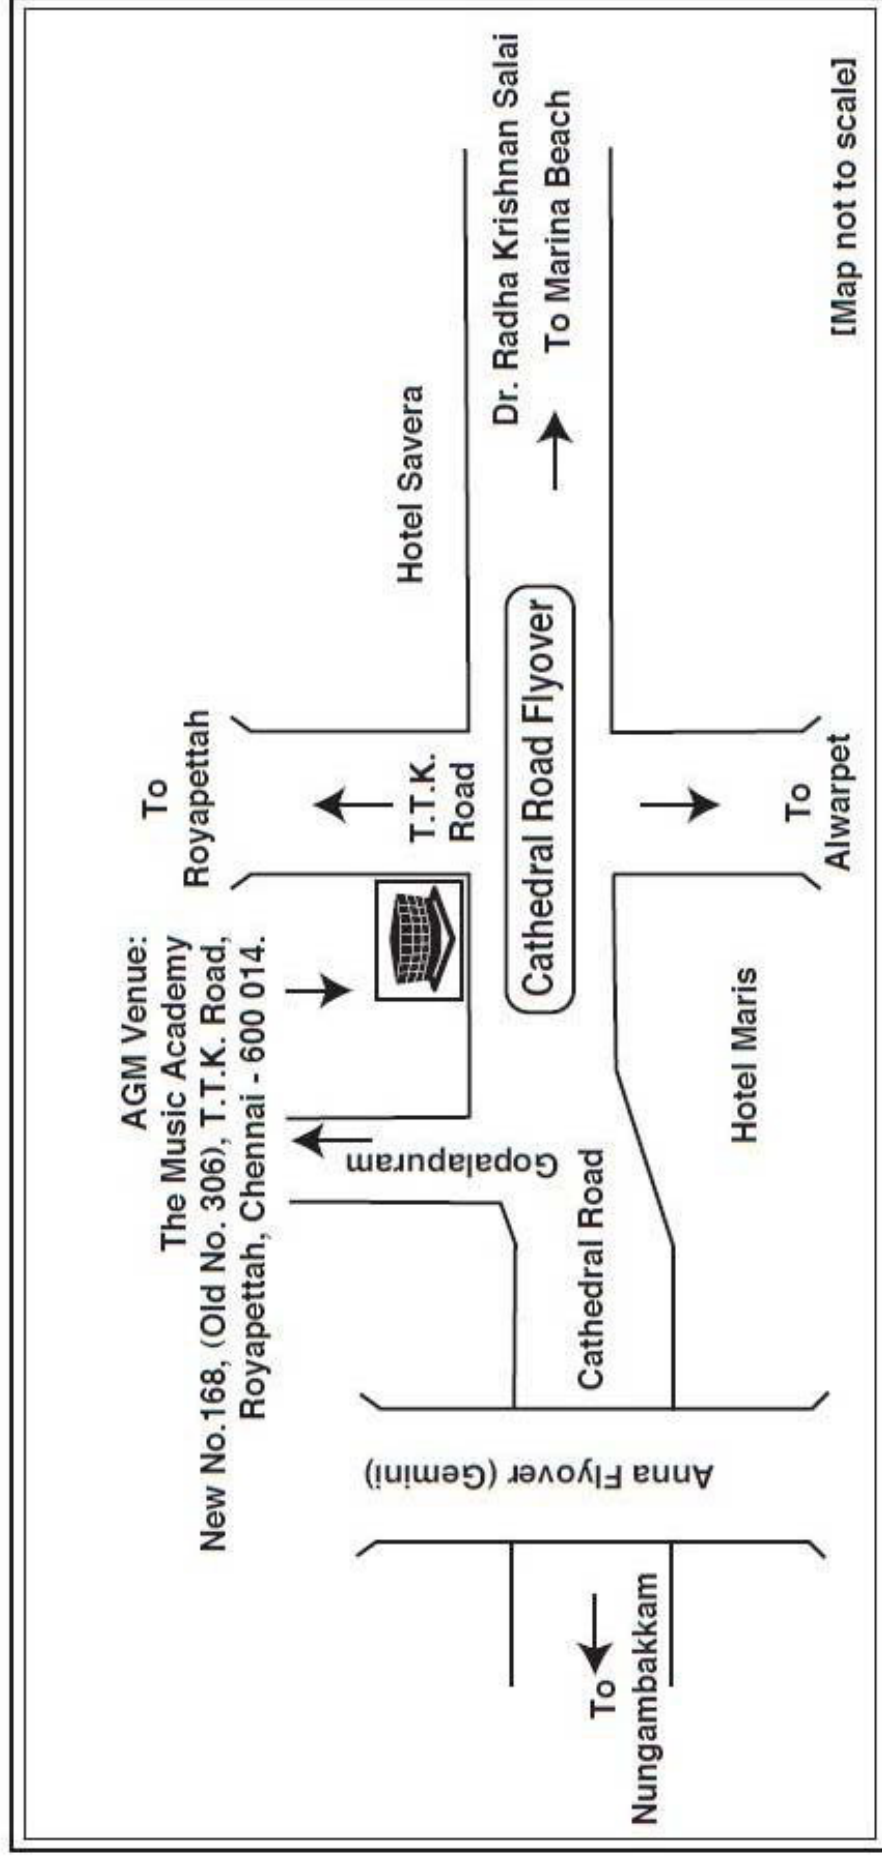 AGM Venue:
The Music Academy
New No.168, (Old No. 306), T.T.K. Road,
Royapettah, Chennai - 600 014.
To
Royapettah
T.T.K.
Road
Hotel Savera
Gopalapuram
Anna Flyover (Gemini)
Cathedral Road
Cathedral Road Flyover
Dr. Radha Krishnan Salai
To Marina Beach
To
Nungambakkam
Hotel Maris
To
Alwarpet
[Map not to scale]